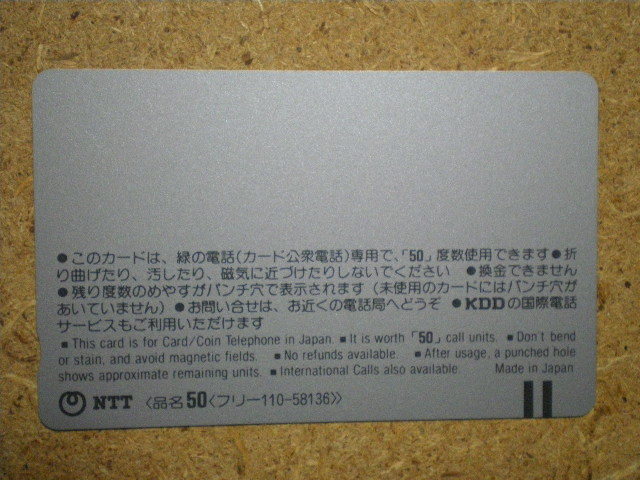 ●このカードは、緑の電話(カード公衆電話)専用で、「50」度数使用できます●折
り曲げたり、汚したり、磁気に近づけたりしないでください ●換金できません
●残り度数のめやすがパンチ穴で表示されます(未使用のカードにはパンチ穴
があいていません)●お問い合せは、お近くの電話局へどうぞ ●KDDの国際電話
サービスもご利用いただけます
■This card is for Card/Coin Telephone in Japan. ■It is worth「50」call units. ■Don't bend
or stain, and avoid magnetic fields. ■No refunds available. ■After usage, a punched hole
shows approximate remaining units. ■International Calls also available. Made in Japan
NTT 〈品名50〈フリー110-58136〉〉